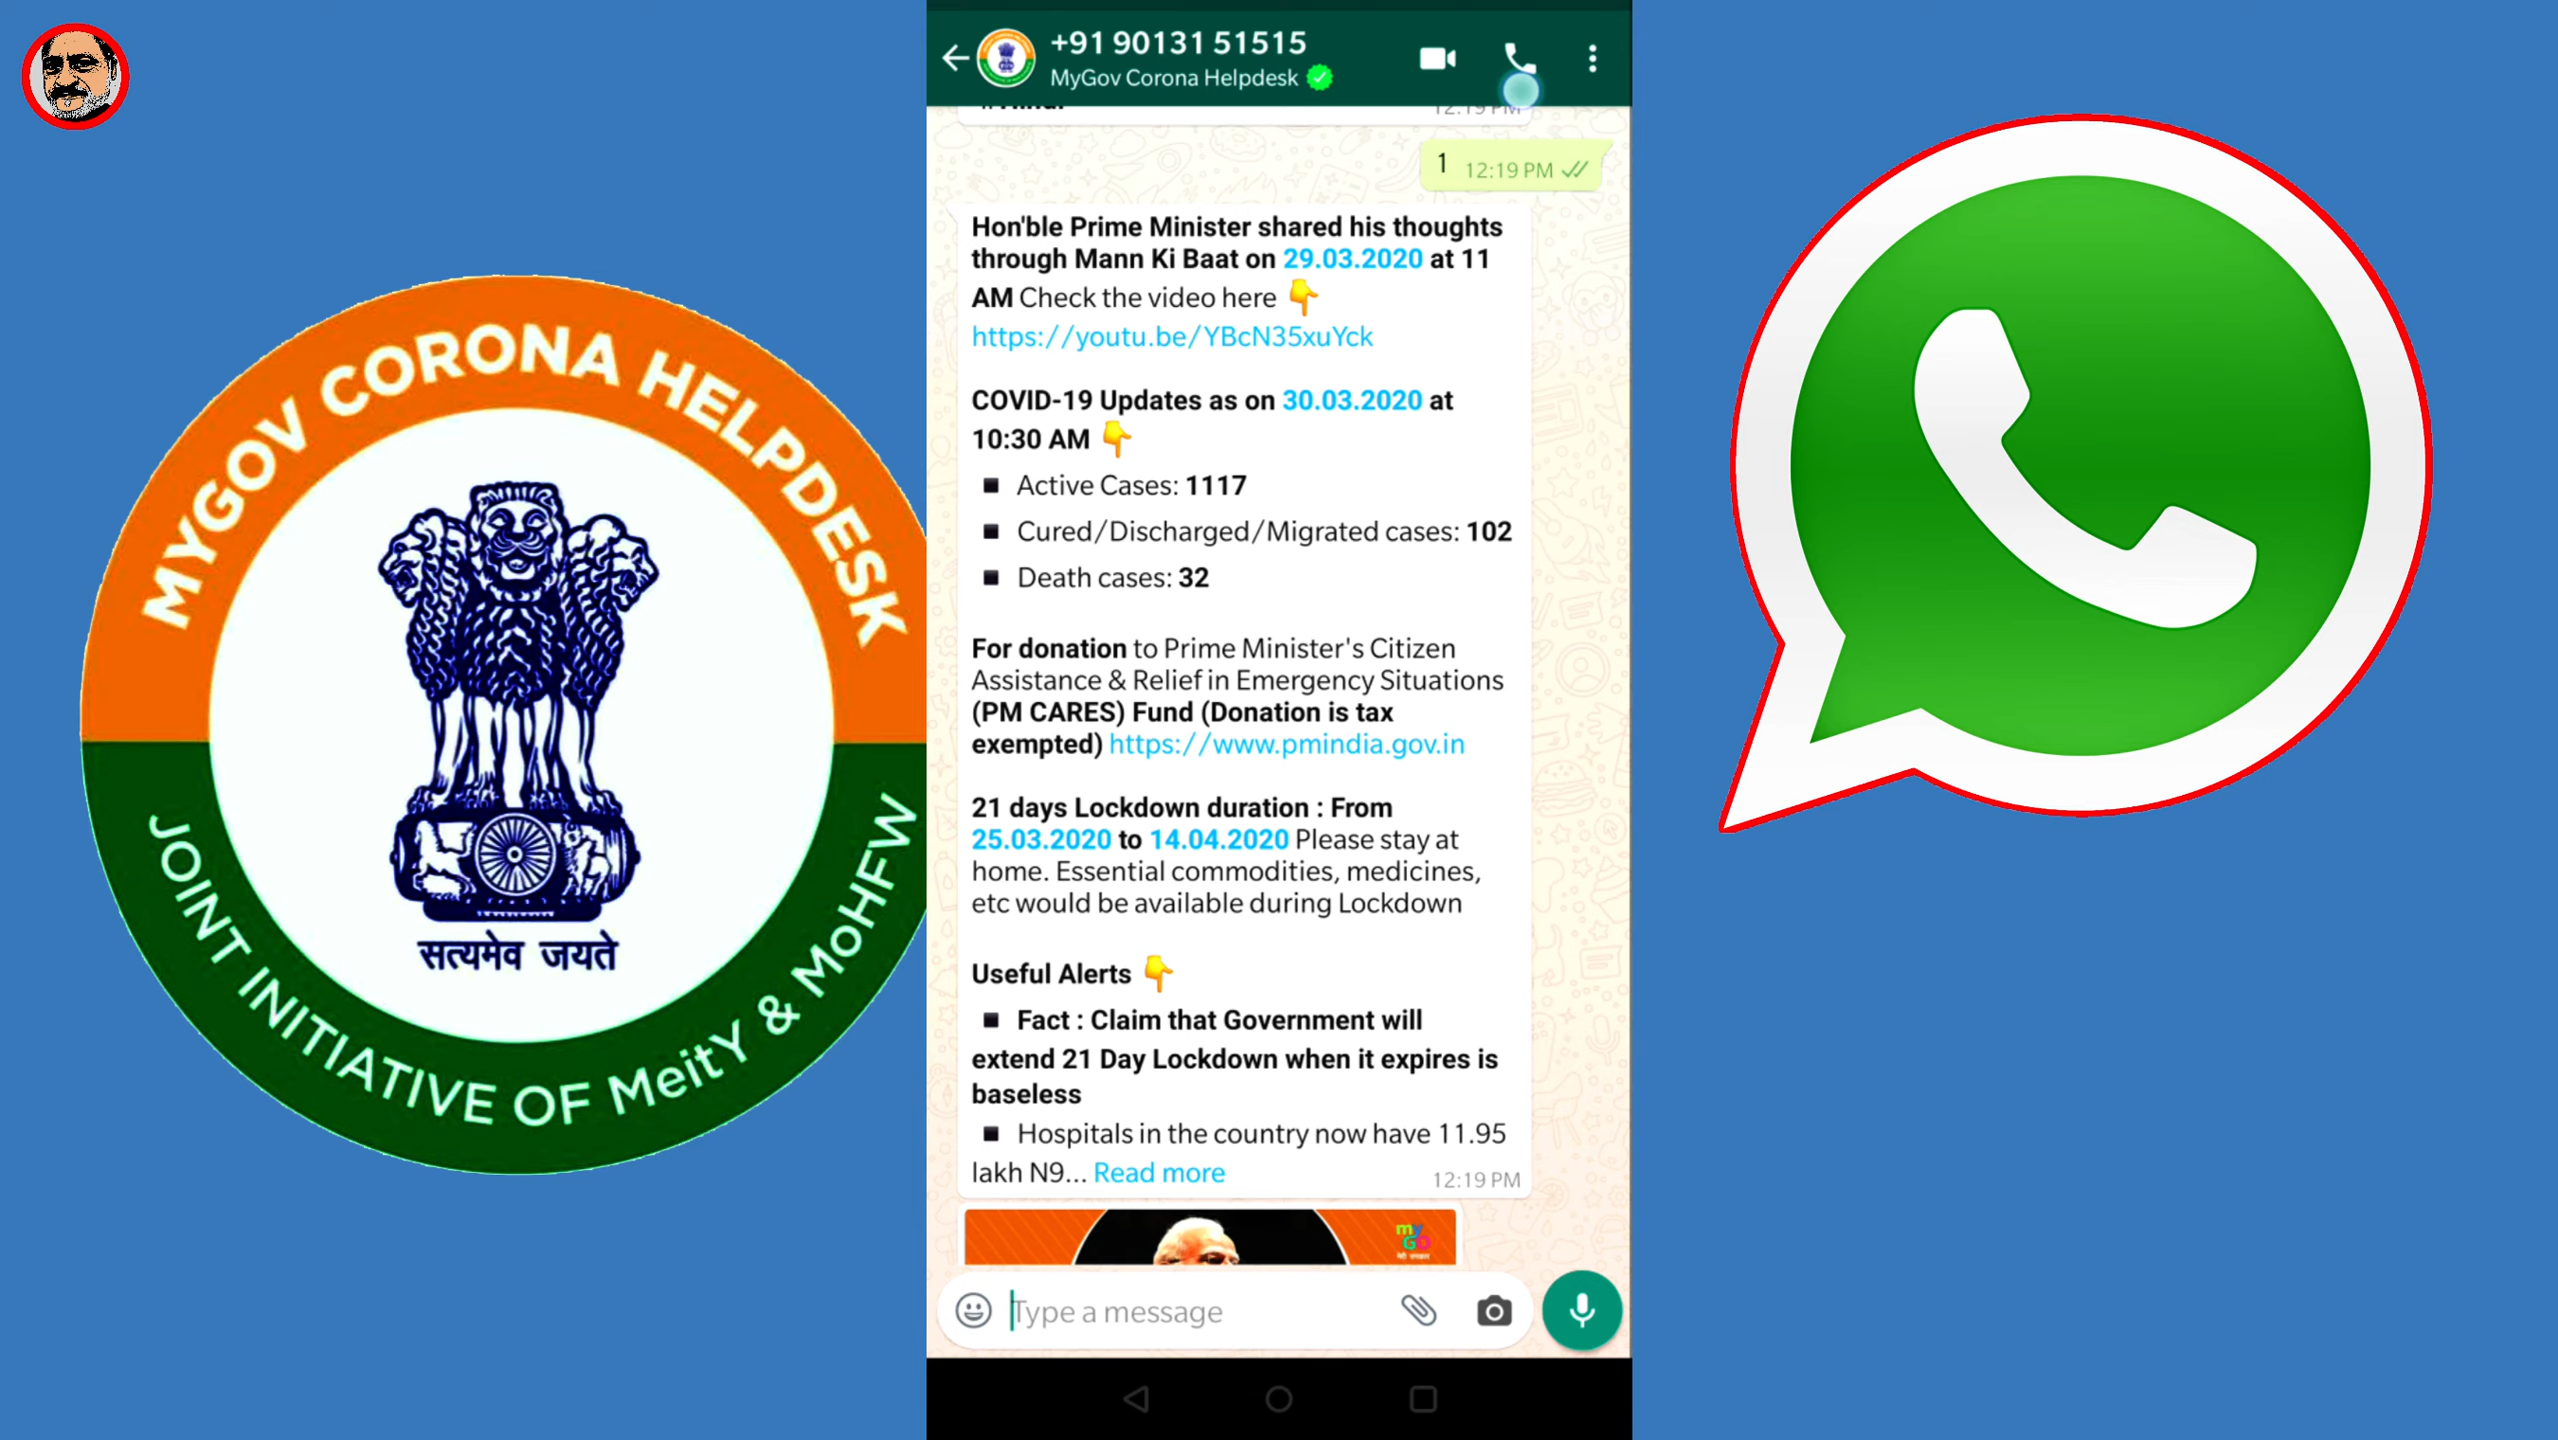 MYGOV CORONA HELPDESK
सत्यमेव जयते
JOINT INITIATIVE OF MeitY & MoHFW
+91 90131 51515
MyGov Corona Helpdesk
12:19 PM
1 12:19 PM
Hon'ble Prime Minister shared his thoughts
through Mann Ki Baat on 29.03.2020 at 11
AM Check the video here 👇
https://youtu.be/YBcN35xuYck
COVID-19 Updates as on 30.03.2020 at
10:30 AM 👇
▪ Active Cases: 1117
▪ Cured/Discharged/Migrated cases: 102
▪ Death cases: 32
For donation to Prime Minister's Citizen
Assistance & Relief in Emergency Situations
(PM CARES) Fund (Donation is tax
exempted) https://www.pmindia.gov.in
21 days Lockdown duration : From
25.03.2020 to 14.04.2020 Please stay at
home. Essential commodities, medicines,
etc would be available during Lockdown
Useful Alerts 👇
▪ Fact : Claim that Government will
extend 21 Day Lockdown when it expires is
baseless
▪ Hospitals in the country now have 11.95
lakh N9... Read more
12:19 PM
my
Type a message